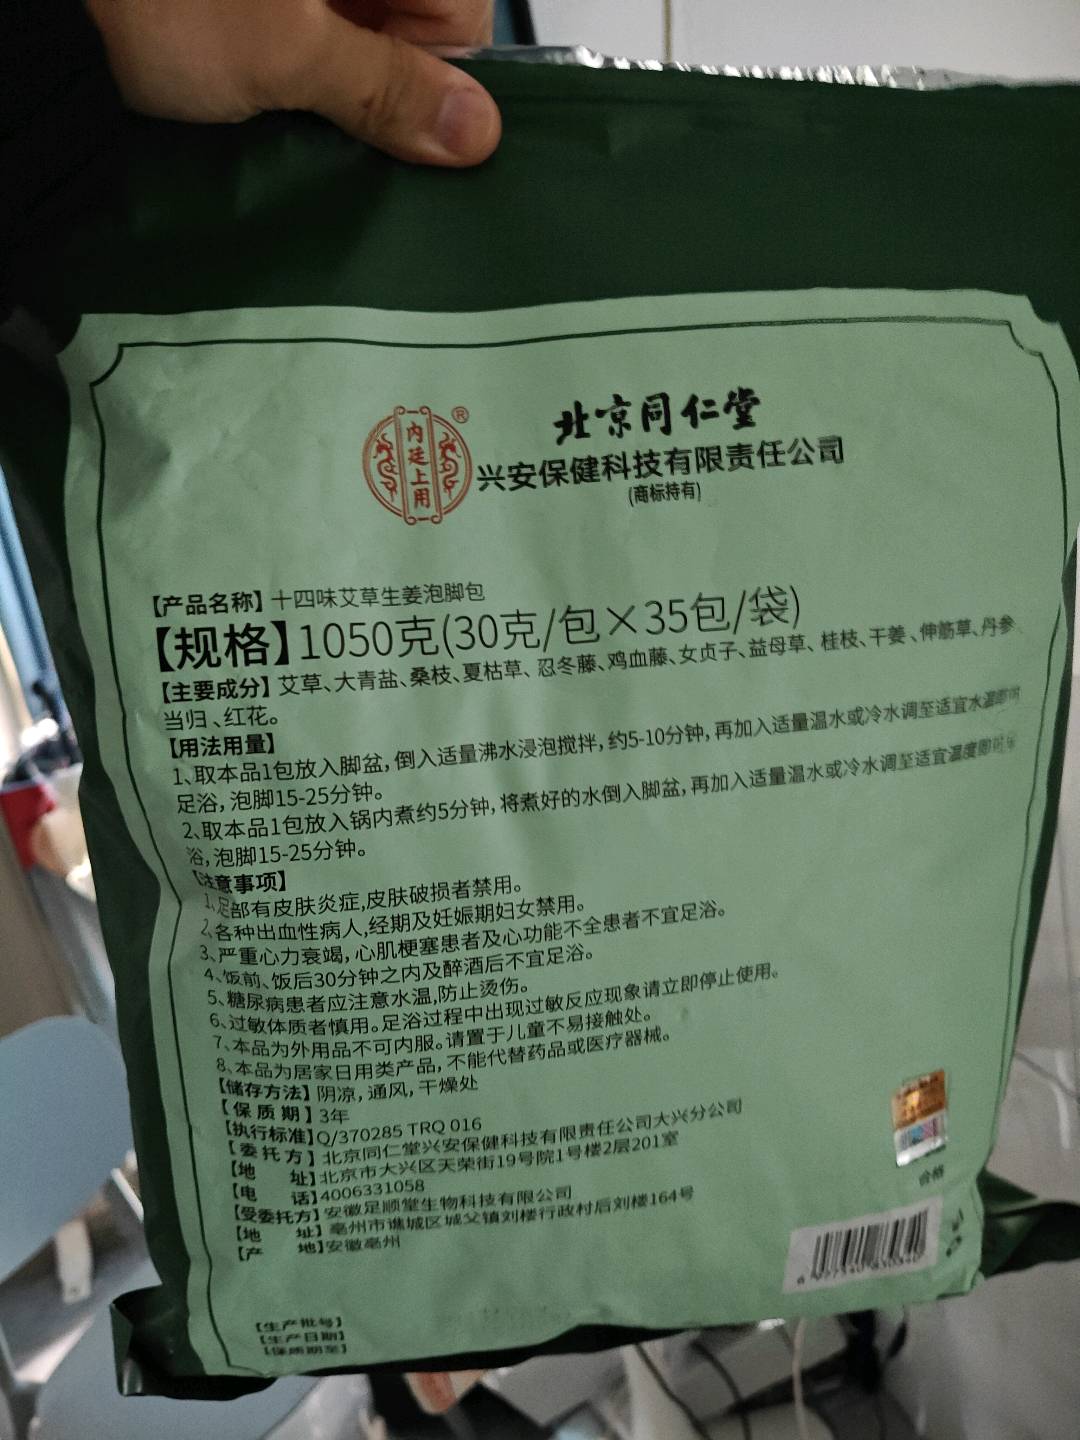 内廷上用
®
北京同仁堂
兴安保健科技有限责任公司
(商标持有)
【产品名称】十四味艾草生姜泡脚包
【规格】1050克(30克/包×35包/袋)
【主要成分】艾草、大青盐、桑枝、夏枯草、忍冬藤、鸡血藤、女贞子、益母草、桂枝、干姜、伸筋草、丹参、
当归、红花。
【用法用量】
1、取本品1包放入脚盆,倒入适量沸水浸泡搅拌,约5-10分钟,再加入适量温水或冷水调至适宜水温即可
足浴,泡脚15-25分钟。
2、取本品1包放入锅内煮约5分钟,将煮好的水倒入脚盆,再加入适量温水或冷水调至适宜温度即可足
浴,泡脚15-25分钟。
【注意事项】
1、足部有皮肤炎症,皮肤破损者禁用。
2、各种出血性病人,经期及妊娠期妇女禁用。
3、严重心力衰竭,心肌梗塞患者及心功能不全患者不宜足浴。
4、饭前、饭后30分钟之内及醉酒后不宜足浴。
5、糖尿病患者应注意水温,防止烫伤。
6、过敏体质者慎用。足浴过程中出现过敏反应现象请立即停止使用。
7、本品为外用品不可内服。请置于儿童不易接触处。
8、本品为居家日用类产品,不能代替药品或医疗器械。
【储存方法】阴凉,通风,干燥处
【保质期】3年
【执行标准】Q/370285 TRQ 016
【委托方】北京同仁堂兴安保健科技有限责任公司大兴分公司
【地 址】北京市大兴区天荣街19号院1号楼2层201室
【电 话】4006331058
【受委托方】安徽足顺堂生物科技有限公司
【地 址】亳州市谯城区城父镇刘楼行政村后刘楼164号
【产 地】安徽亳州
合格
【生产批号】
【生产日期】
【保质期至】